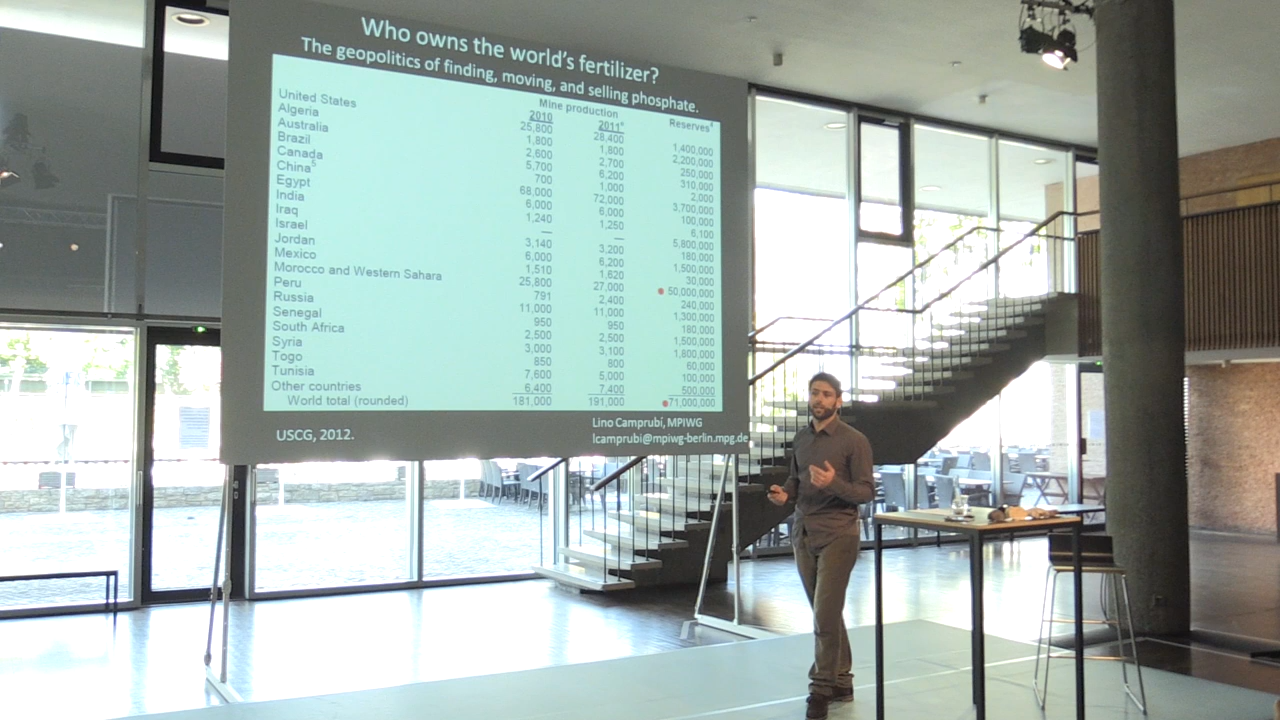 Who owns the world's fertilizer?
The geopolitics of finding, moving, and selling phosphate.
Mine production
2010 2011ᵉ Reserves⁴
United States 25,800 28,400 1,400,000
Algeria 1,800 1,800 2,200,000
Australia 2,600 2,700 250,000
Brazil 5,700 6,200 310,000
Canada 700 1,000 2,000
China⁵ 68,000 72,000 3,700,000
Egypt 6,000 6,000 100,000
India 1,240 1,250 6,100
Iraq — — 5,800,000
Israel 3,140 3,200 180,000
Jordan 6,000 6,200 1,500,000
Mexico 1,510 1,620 30,000
Morocco and Western Sahara 25,800 27,000 50,000,000
Peru 791 2,400 240,000
Russia 11,000 11,000 1,300,000
Senegal 950 950 180,000
South Africa 2,500 2,500 1,500,000
Syria 3,000 3,100 1,800,000
Togo 850 800 60,000
Tunisia 7,600 5,000 100,000
Other countries 6,400 7,400 500,000
World total (rounded) 181,000 191,000 71,000,000
USCG, 2012.
Lino Camprubí, MPIWG
lcamprubi@mpiwg-berlin.mpg.de